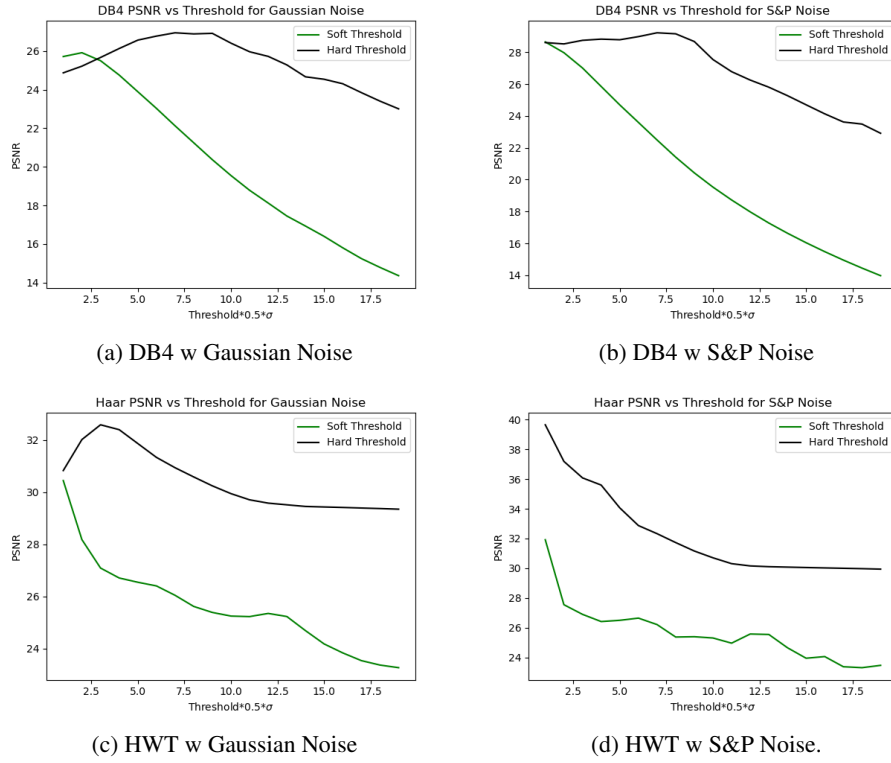 DB4 PSNR vs Threshold for Gaussian Noise
Soft Threshold
Hard Threshold
26
24
22
20
18
16
14
PSNR
2.5 5.0 7.5 10.0 12.5 15.0 17.5
Threshold*0.5*σ
(a) DB4 w Gaussian Noise
DB4 PSNR vs Threshold for S&P Noise
Soft Threshold
Hard Threshold
28
26
24
22
20
18
16
14
PSNR
2.5 5.0 7.5 10.0 12.5 15.0 17.5
Threshold*0.5*σ
(b) DB4 w S&P Noise
Haar PSNR vs Threshold for Gaussian Noise
Soft Threshold
Hard Threshold
32
30
28
26
24
PSNR
2.5 5.0 7.5 10.0 12.5 15.0 17.5
Threshold*0.5*σ
(c) HWT w Gaussian Noise
Haar PSNR vs Threshold for S&P Noise
Soft Threshold
Hard Threshold
40
38
36
34
32
30
28
26
24
PSNR
2.5 5.0 7.5 10.0 12.5 15.0 17.5
Threshold*0.5*σ
(d) HWT w S&P Noise.